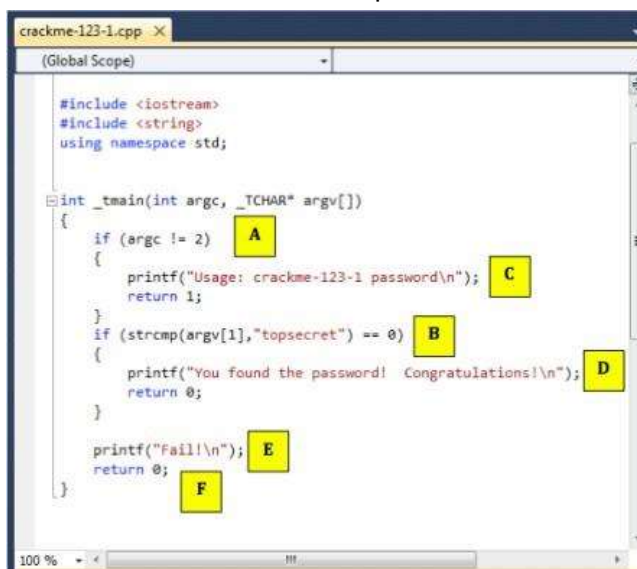 crackme-123-1.cpp ×
(Global Scope)
#include <iostream>
#include <string>
using namespace std;
int _tmain(int argc, _TCHAR* argv[])
{
if (argc != 2) A
{
printf("Usage: crackme-123-1 password\n"); C
return 1;
}
if (strcmp(argv[1],"topsecret") == 0) B
{
printf("You found the password!  Congratulations!\n"); D
return 0;
}
printf("Fail!\n"); E
return 0;
} F
100 %